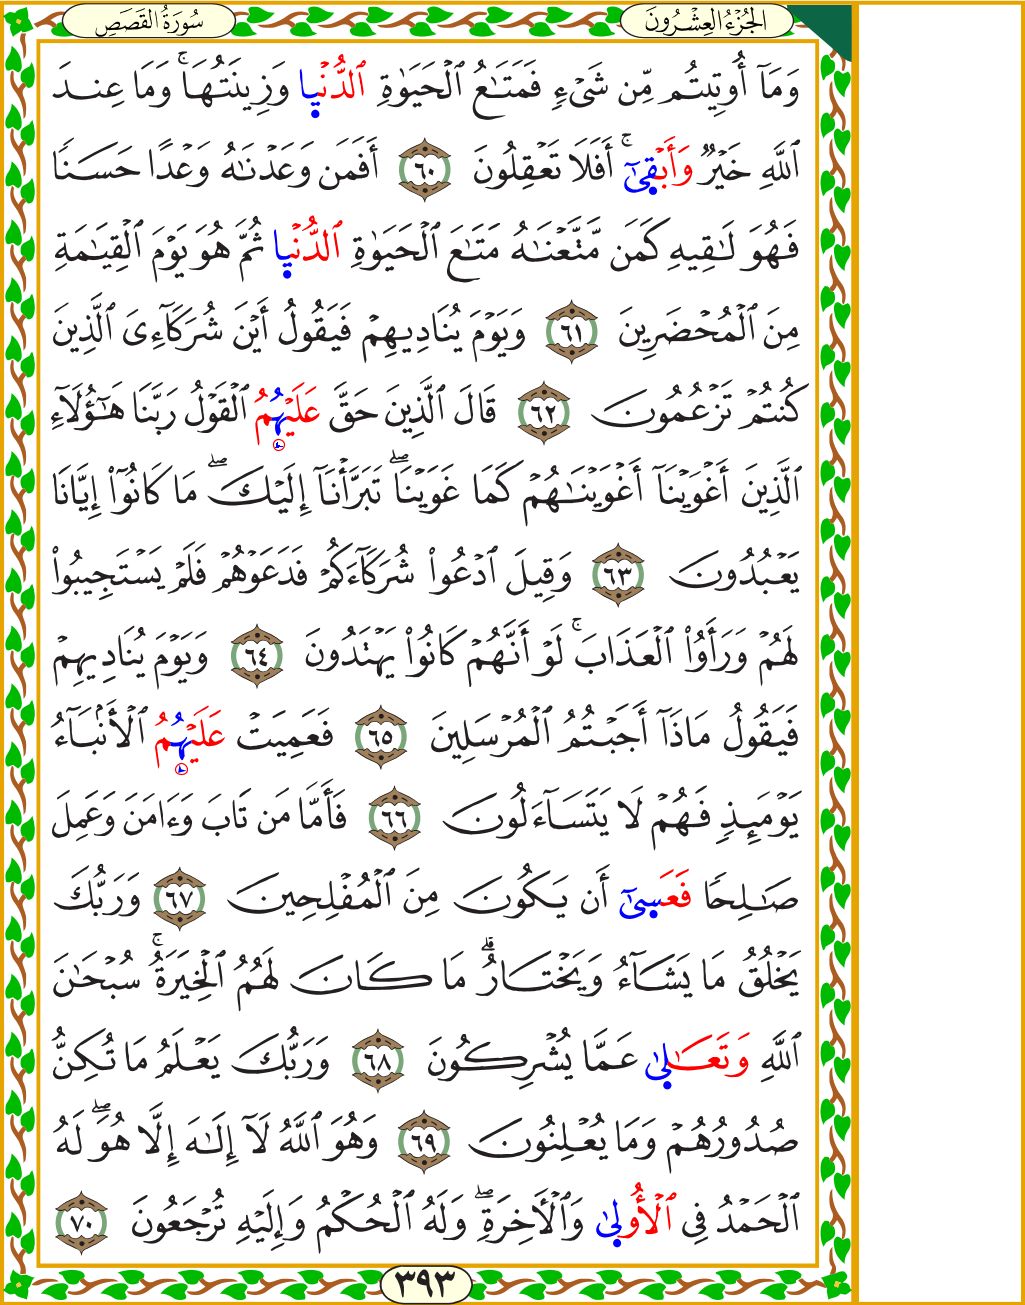 الجُزْءُ العِشْرُونَ
سُورَةُ القَصَصِ
وَمَآ أُوتِيتُم مِّن شَىْءٍ فَمَتَـٰعُ ٱلْحَيَوٰةِ ٱلدُّنْيٜا وَزِينَتُهَا ۚ وَمَا عِندَ
ٱللَّهِ خَيْرٌ وَأَبْقٜىٰٓ ۚ أَفَلَا تَعْقِلُونَ ٦٠ أَفَمَن وَعَدْنَـٰهُ وَعْدًا حَسَنًا
فَهُوَ لَـٰقِيهِ كَمَن مَّتَّعْنَـٰهُ مَتَـٰعَ ٱلْحَيَوٰةِ ٱلدُّنْيٜا ثُمَّ هُوَ يَوْمَ ٱلْقِيَـٰمَةِ
مِنَ ٱلْمُحْضَرِينَ ٦١ وَيَوْمَ يُنَادِيهِمْ فَيَقُولُ أَيْنَ شُرَكَآءِىَ ٱلَّذِينَ
كُنتُمْ تَزْعُمُونَ ٦٢ قَالَ ٱلَّذِينَ حَقَّ عَلَيْهُمُ ٱلْقَوْلُ رَبَّنَا هَـٰٓؤُلَآءِ
ٱلَّذِينَ أَغْوَيْنَآ أَغْوَيْنَـٰهُمْ كَمَا غَوَيْنَا ۖ تَبَرَّأْنَآ إِلَيْكَ ۖ مَا كَانُوٓا۟ إِيَّانَا
يَعْبُدُونَ ٦٣ وَقِيلَ ٱدْعُوا۟ شُرَكَآءَكُمْ فَدَعَوْهُمْ فَلَمْ يَسْتَجِيبُوا۟
لَهُمْ وَرَأَوُا۟ ٱلْعَذَابَ ۚ لَوْ أَنَّهُمْ كَانُوا۟ يَهْتَدُونَ ٦٤ وَيَوْمَ يُنَادِيهِمْ
فَيَقُولُ مَاذَآ أَجَبْتُمُ ٱلْمُرْسَلِينَ ٦٥ فَعَمِيَتْ عَلَيْهُمُ ٱلْأَنۢبَآءُ
يَوْمَئِذٍ فَهُمْ لَا يَتَسَآءَلُونَ ٦٦ فَأَمَّا مَن تَابَ وَءَامَنَ وَعَمِلَ
صَـٰلِحًا فَعَسٜىٰٓ أَن يَكُونَ مِنَ ٱلْمُفْلِحِينَ ٦٧ وَرَبُّكَ
يَخْلُقُ مَا يَشَآءُ وَيَخْتَارُ ۗ مَا كَانَ لَهُمُ ٱلْخِيَرَةُ ۚ سُبْحَـٰنَ
ٱللَّهِ وَتَعَـٰلٜىٰ عَمَّا يُشْرِكُونَ ٦٨ وَرَبُّكَ يَعْلَمُ مَا تُكِنُّ
صُدُورُهُمْ وَمَا يُعْلِنُونَ ٦٩ وَهُوَ ٱللَّهُ لَآ إِلَـٰهَ إِلَّا هُوَ ۖ لَهُ
ٱلْحَمْدُ فِى ٱلْأُولٜىٰ وَٱلْـَٔاخِرَةِ ۖ وَلَهُ ٱلْحُكْمُ وَإِلَيْهِ تُرْجَعُونَ ٧٠
٣٩٣